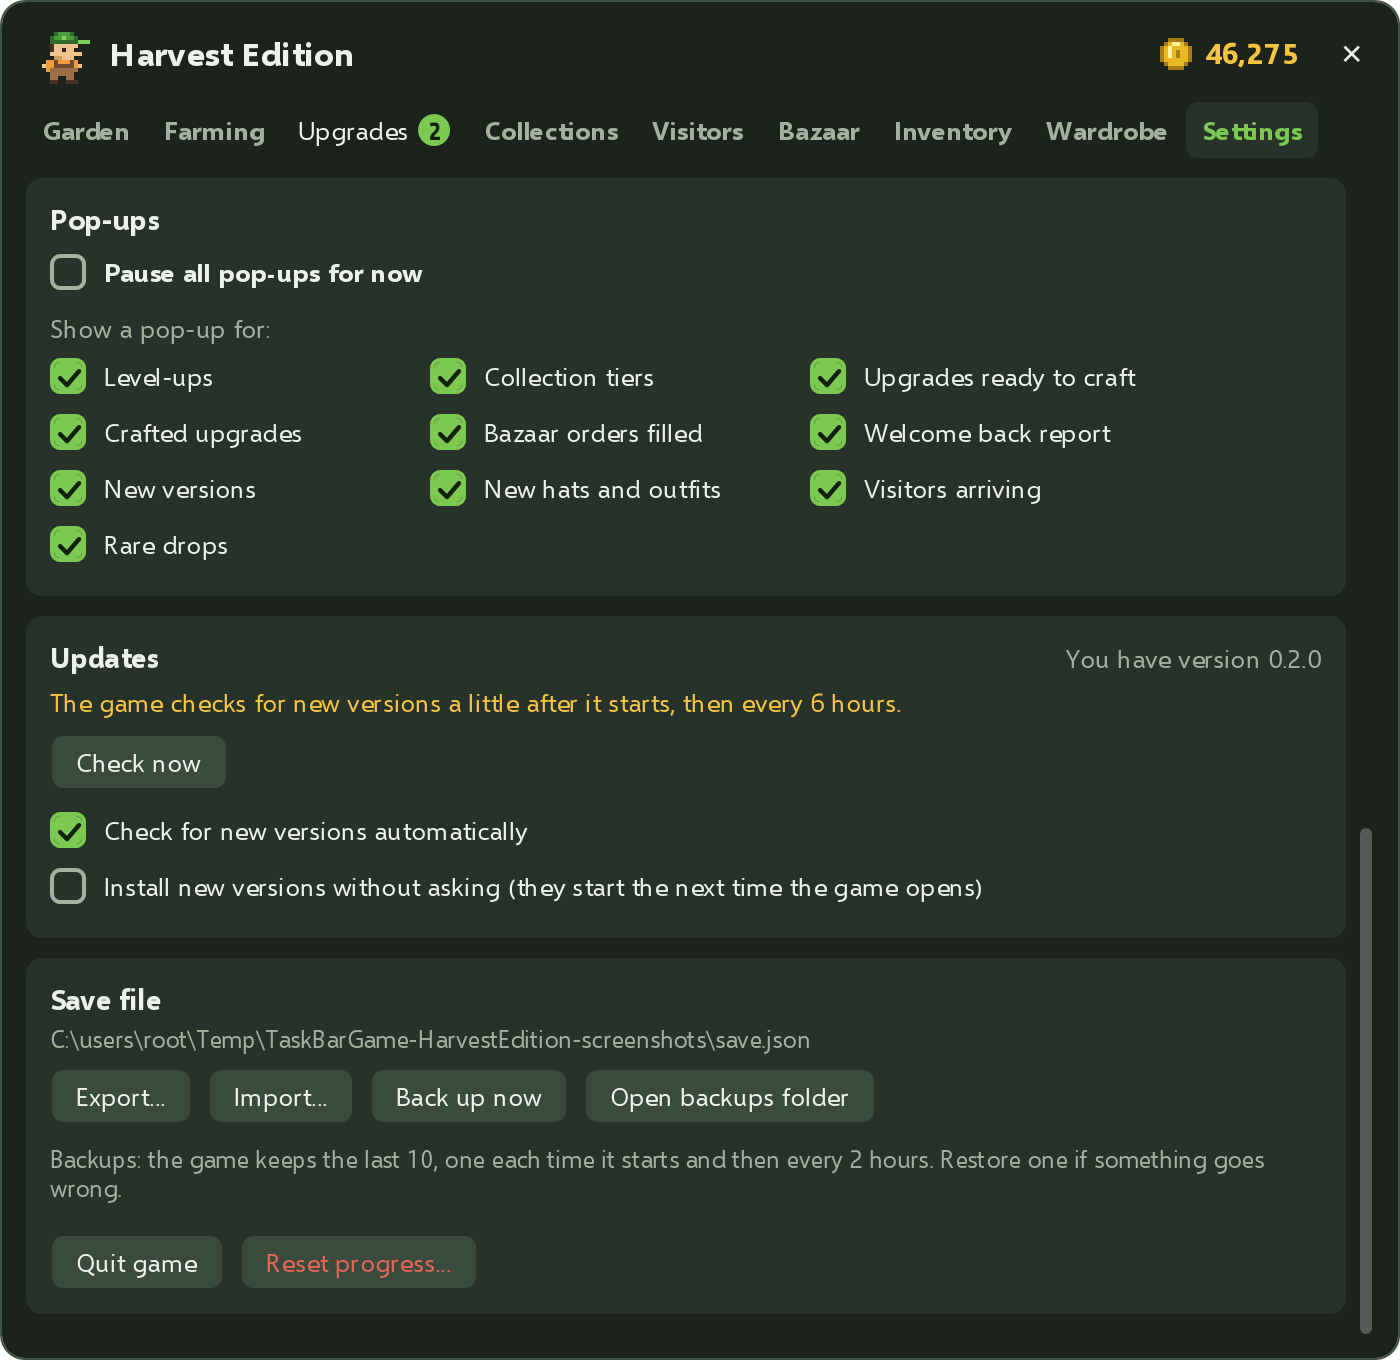 Harvest Edition
46,275
Garden Farming Upgrades 2 Collections Visitors Bazaar Inventory Wardrobe Settings
Pop-ups
Pause all pop-ups for now
Show a pop-up for:
Level-ups Collection tiers Upgrades ready to craft
Crafted upgrades Bazaar orders filled Welcome back report
New versions New hats and outfits Visitors arriving
Rare drops
Updates You have version 0.2.0
The game checks for new versions a little after it starts, then every 6 hours.
Check now
Check for new versions automatically
Install new versions without asking (they start the next time the game opens)
Save file
C:\users\root\Temp\TaskBarGame-HarvestEdition-screenshots\save.json
Export... Import... Back up now Open backups folder
Backups: the game keeps the last 10, one each time it starts and then every 2 hours. Restore one if something goes
wrong.
Quit game Reset progress...